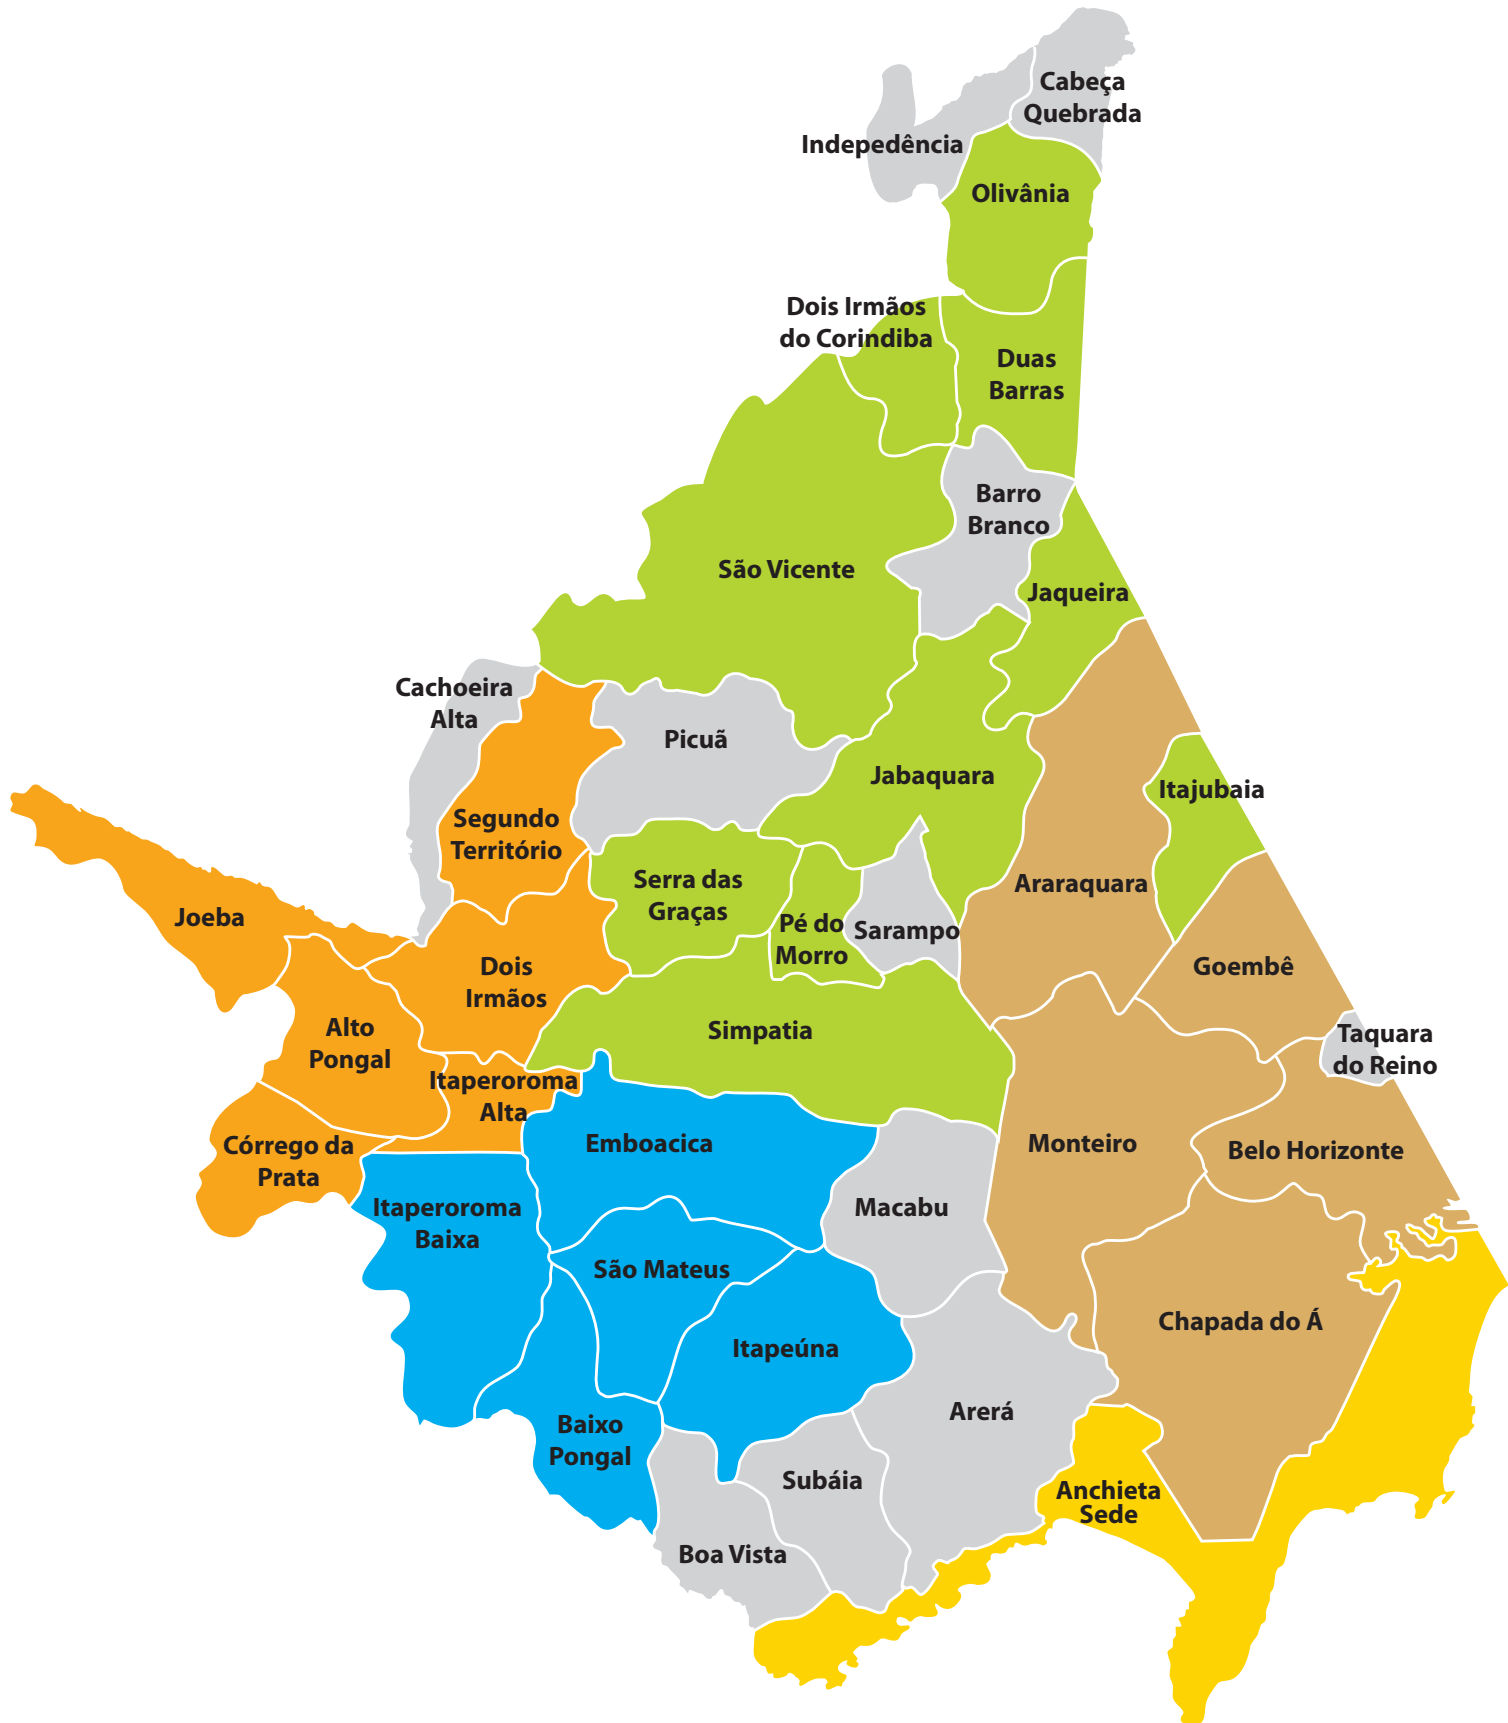 Cabeça
Quebrada
Indepedência
Olivânia
Dois Irmãos
do Corindiba
Duas
Barras
Barro
Branco
São Vicente
Jaqueira
Cachoeira
Alta
Picuã
Jabaquara
Itajubaia
Segundo
Território
Serra das
Graças
Araraquara
Joeba
Pé do
Morro
Sarampo
Dois
Irmãos
Goembê
Alto
Pongal
Simpatia
Taquara
do Reino
Itaperoroma
Alta
Córrego da
Prata
Emboacica
Monteiro
Belo Horizonte
Itaperoroma
Baixa
Macabu
São Mateus
Chapada do Á
Itapeúna
Arerá
Baixo
Pongal
Subáia
Anchieta
Sede
Boa Vista